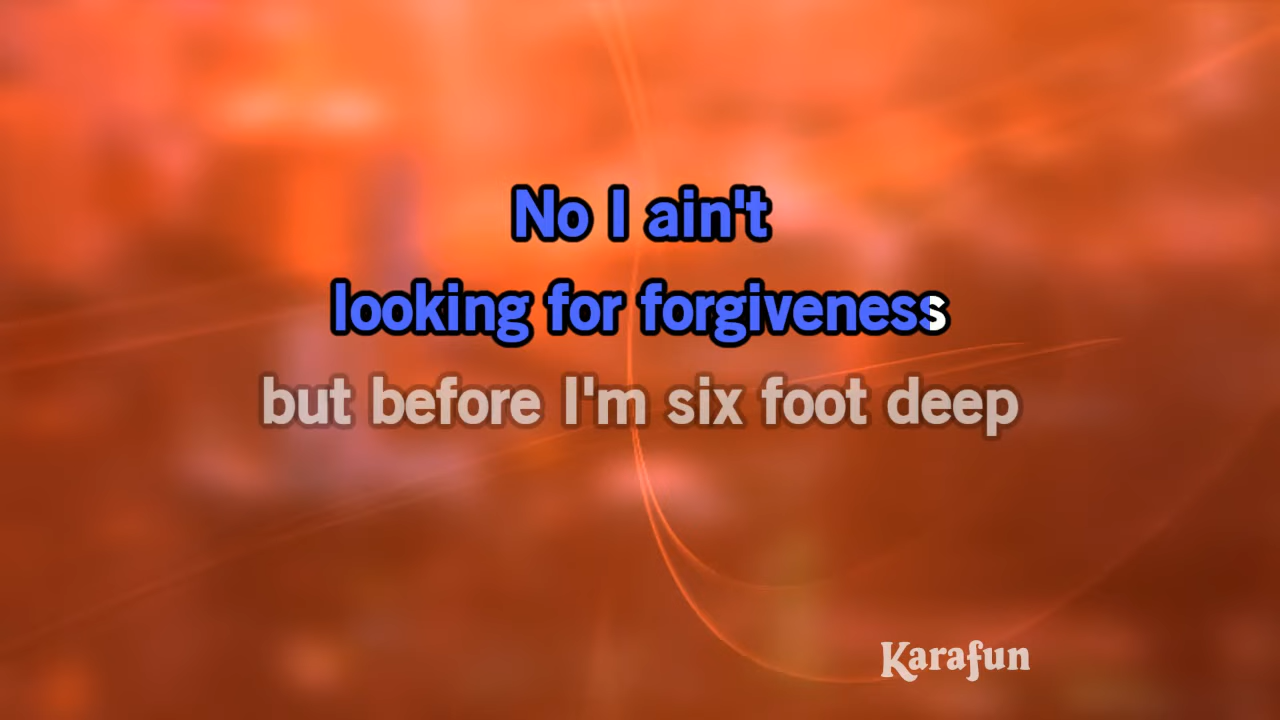 No I ain't
looking for forgiveness
but before I'm six foot deep
Karafun